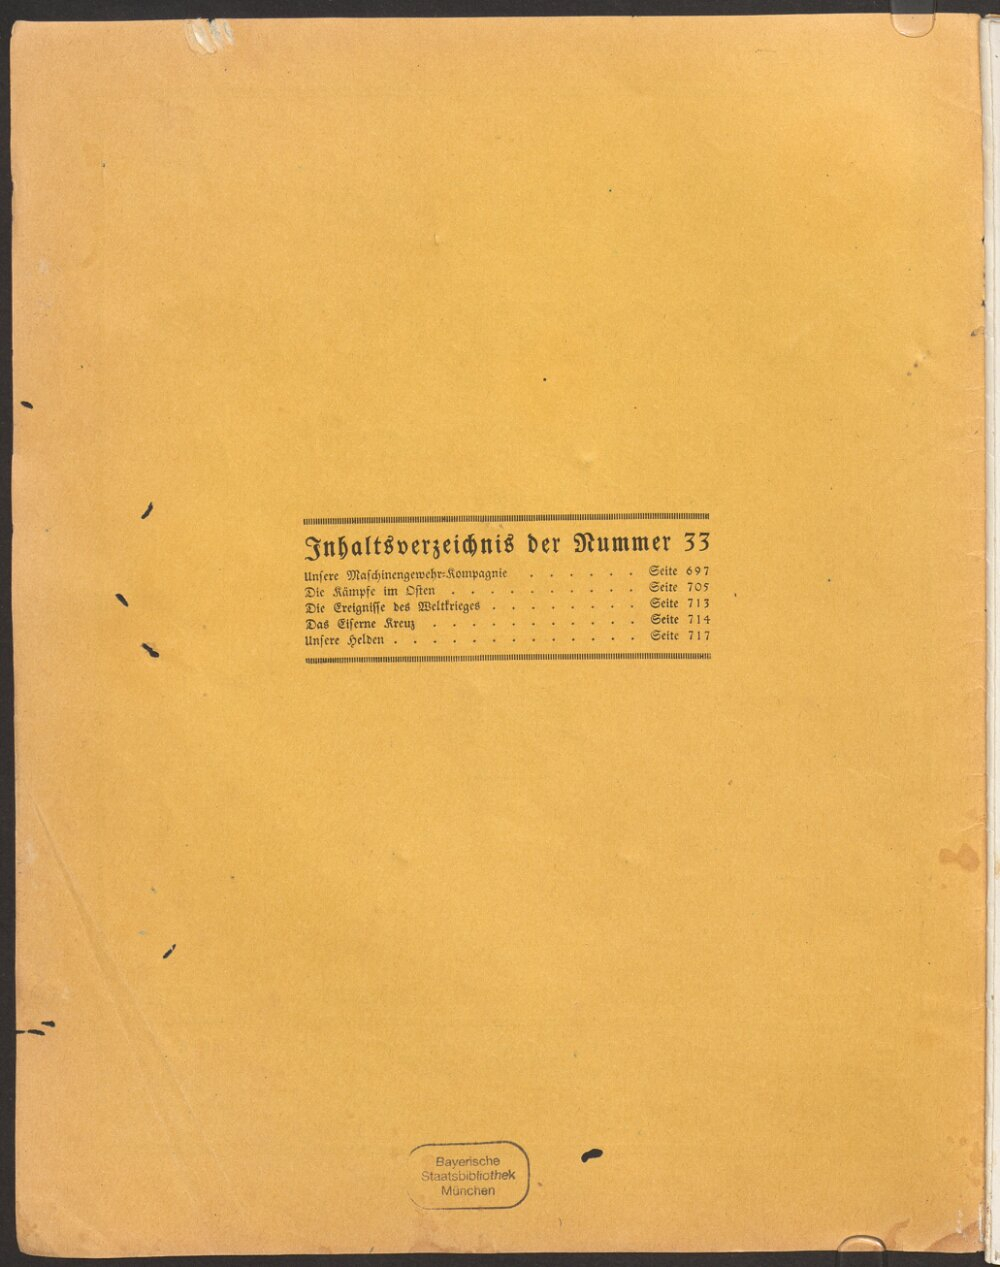 Inhaltsverzeichnis der Nummer 33
Unsere Maschinengewehr-Kompagnie . . . . . . Seite 697
Die Kämpfe im Osten . . . . . . . . . . Seite 705
Die Ereignisse des Weltkrieges . . . . . . . . Seite 713
Das Eiserne Kreuz . . . . . . . . . . . Seite 714
Unsere Helden . . . . . . . . . . . . . Seite 717
Bayerische
Staatsbibliothek
München